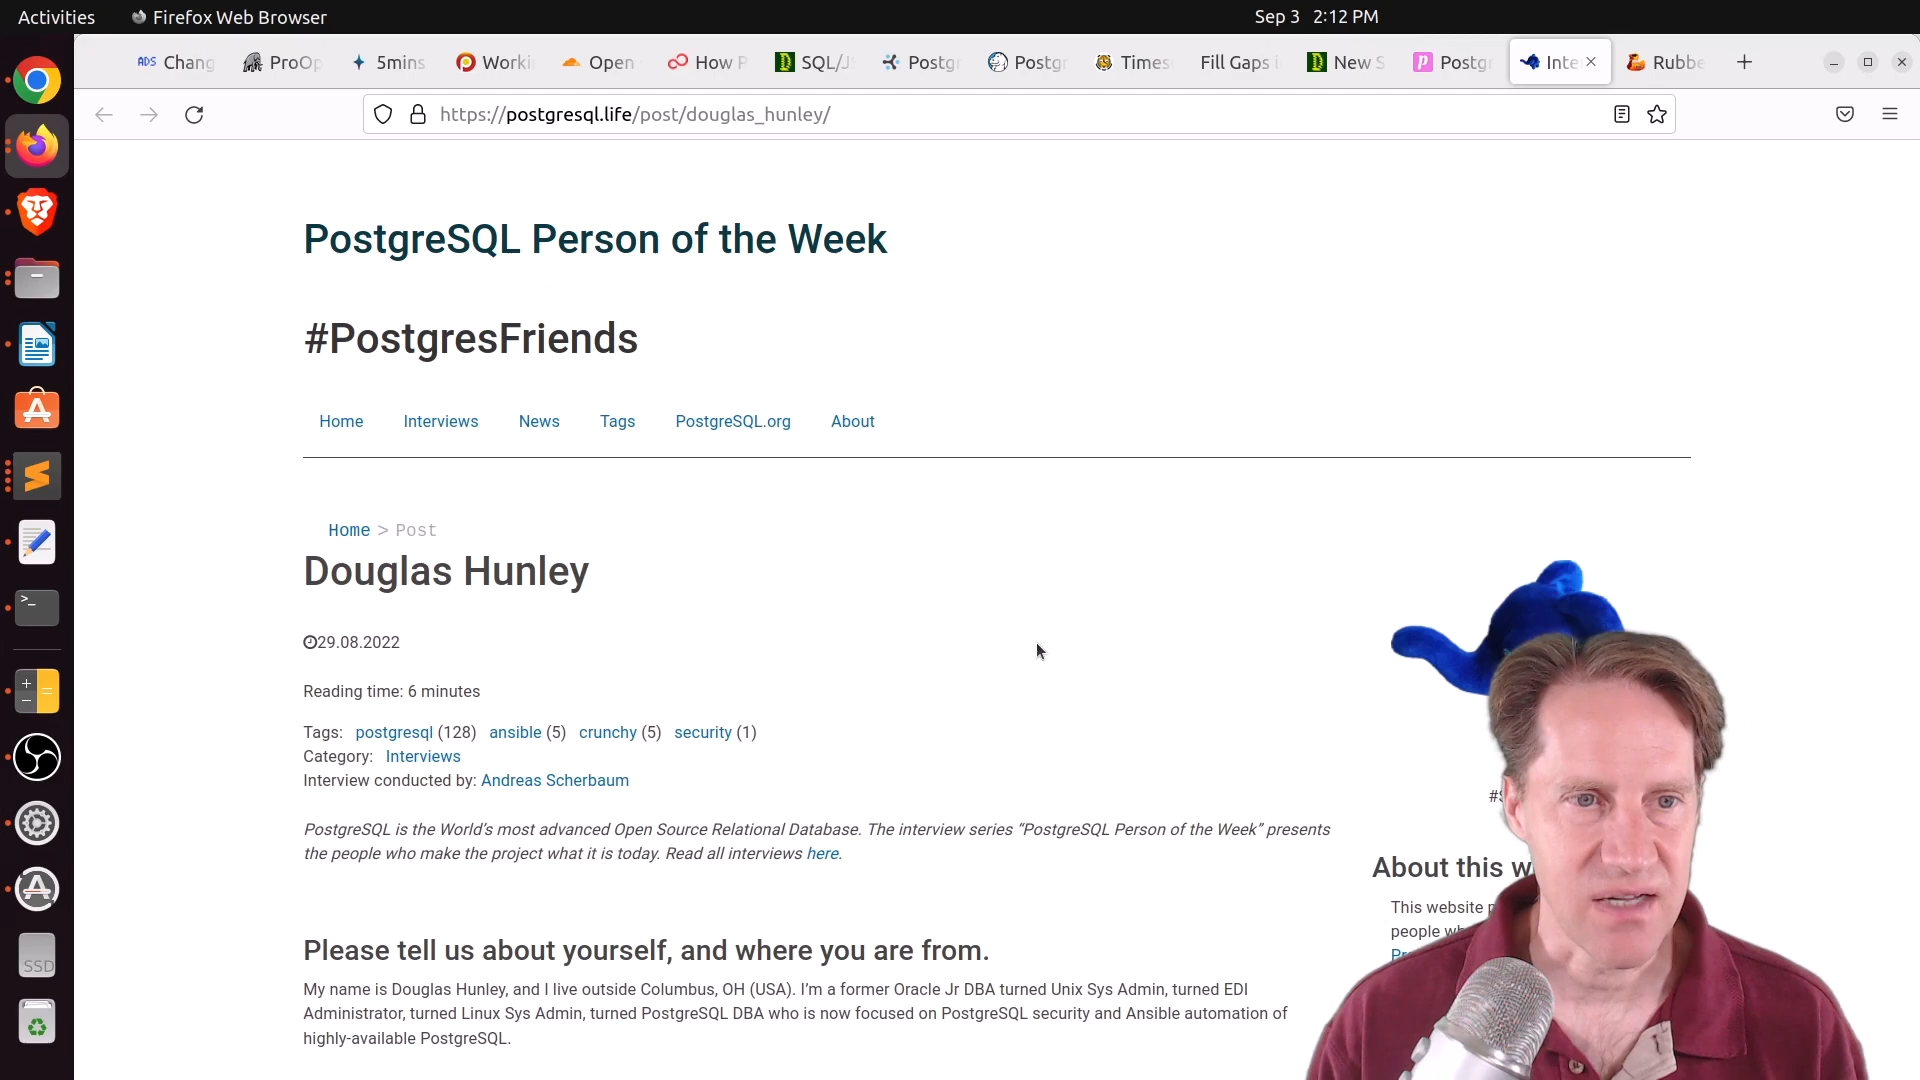 Activities
Firefox Web Browser
Sep 3 2:12 PM
ADS Chang
ProOp
5mins
Worki
Open
How P
SQL/J
Postgr
Postgr
Times
Fill Gaps i
New S
Postgr
Inte
Rubbe
https://postgresql.life/post/douglas_hunley/
PostgreSQL Person of the Week
#PostgresFriends
Home Interviews News Tags PostgreSQL.org About
Home > Post
Douglas Hunley
29.08.2022
Reading time: 6 minutes
Tags: postgresql (128) ansible (5) crunchy (5) security (1)
Category: Interviews
Interview conducted by: Andreas Scherbaum
PostgreSQL is the World’s most advanced Open Source Relational Database. The interview series “PostgreSQL Person of the Week” presents
the people who make the project what it is today. Read all interviews here.
About this w
This website
people wh
Please tell us about yourself, and where you are from.
My name is Douglas Hunley, and I live outside Columbus, OH (USA). I’m a former Oracle Jr DBA turned Unix Sys Admin, turned EDI
Administrator, turned Linux Sys Admin, turned PostgreSQL DBA who is now focused on PostgreSQL security and Ansible automation of
highly-available PostgreSQL.
SSD